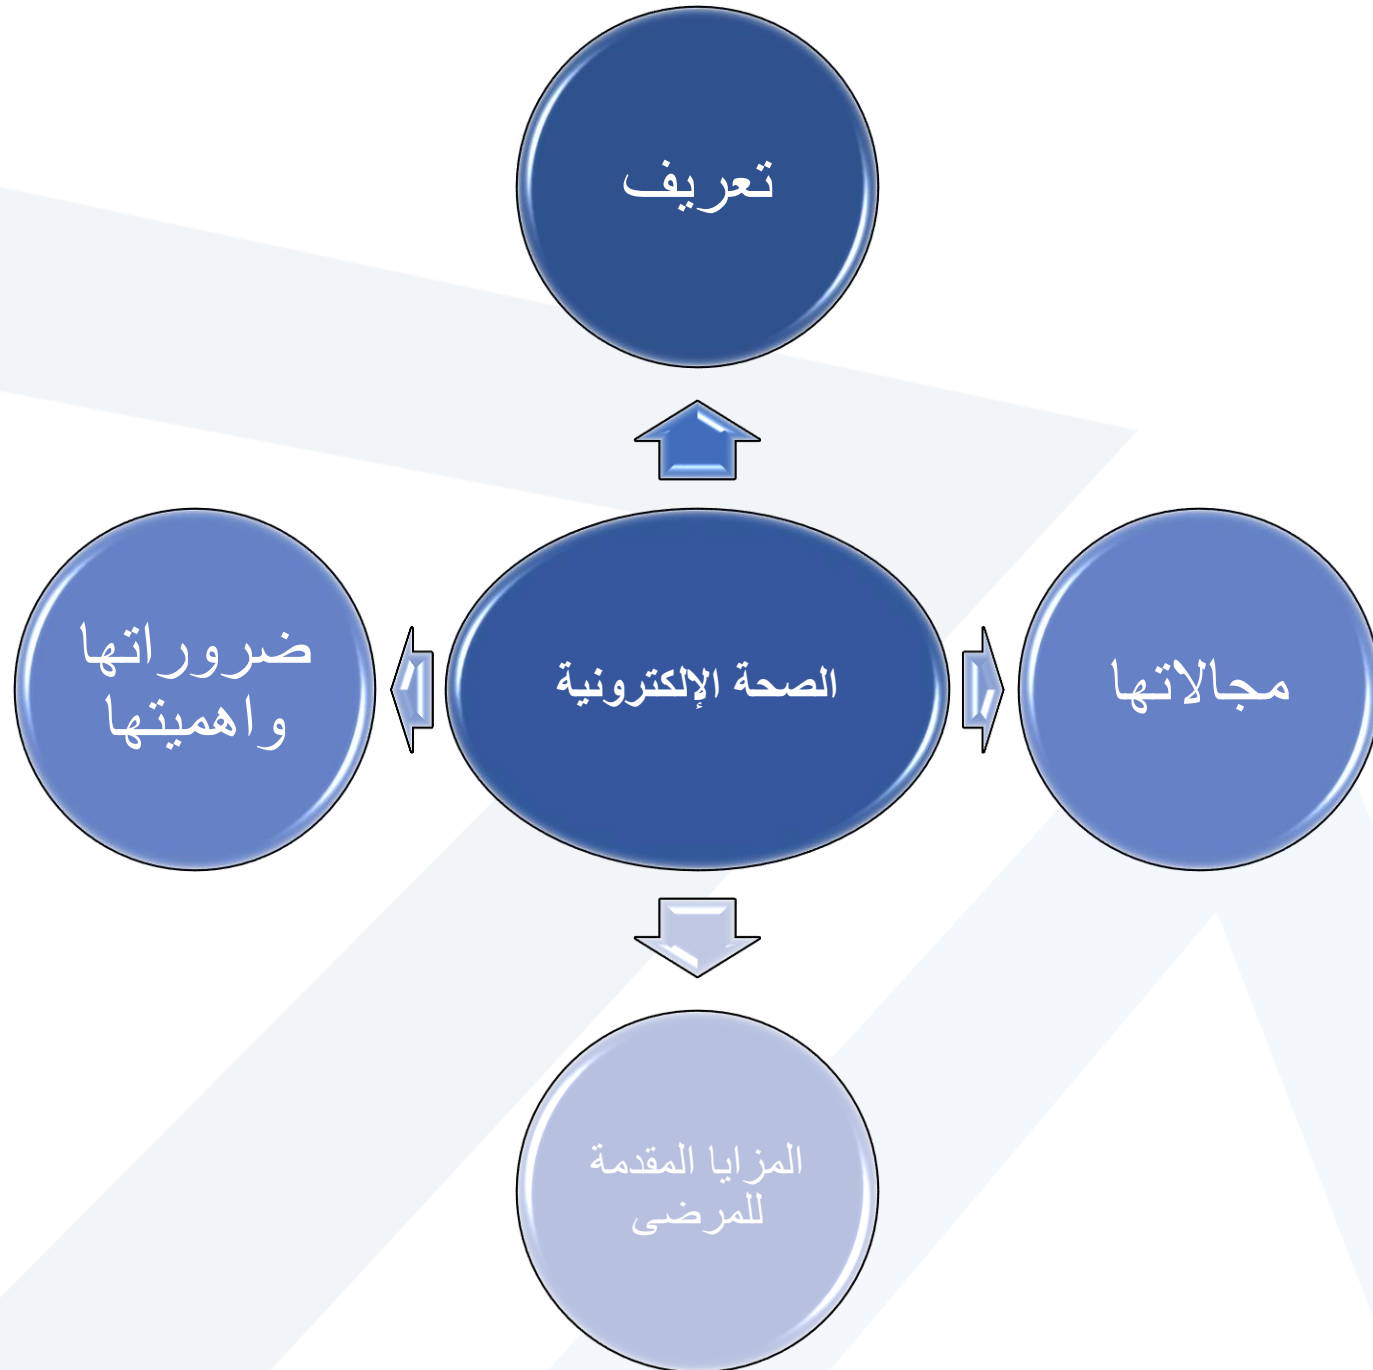 تعريف
مجالاتها
الصحة الإلكترونية
ضروراتها
واهميتها
المزايا المقدمة
للمرضى